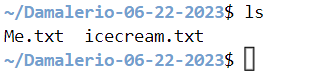 ~/Damalerio-06-22-2023$ ls
Me.txt  icecream.txt
~/Damalerio-06-22-2023$